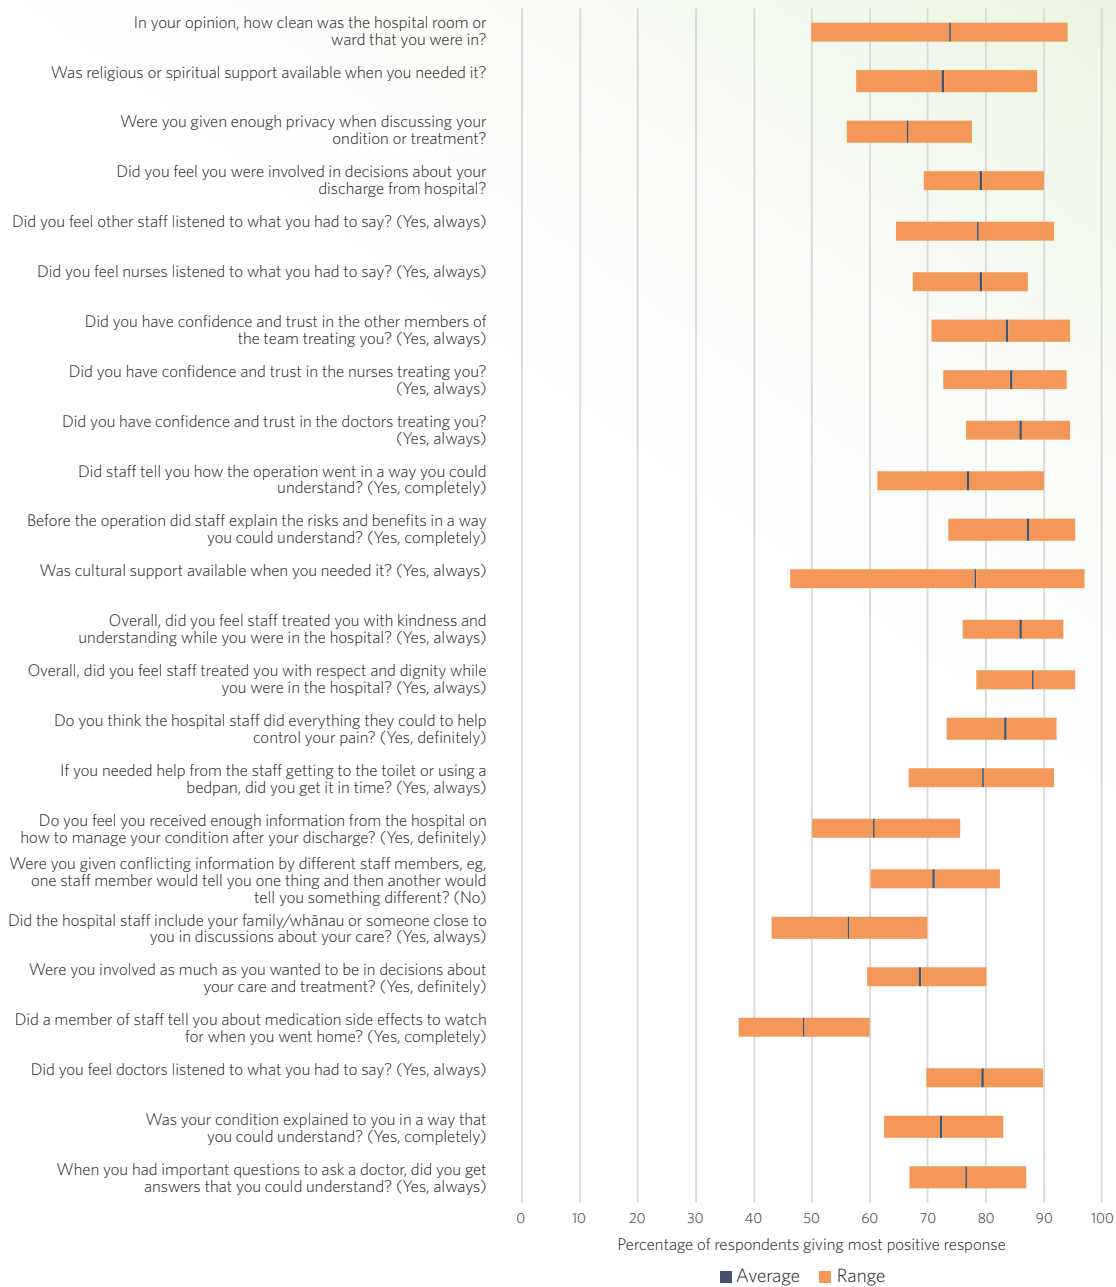 In your opinion, how clean was the hospital room or
ward that you were in?
Was religious or spiritual support available when you needed it?
Were you given enough privacy when discussing your
ondition or treatment?
Did you feel you were involved in decisions about your
discharge from hospital?
Did you feel other staff listened to what you had to say? (Yes, always)
Did you feel nurses listened to what you had to say? (Yes, always)
Did you have confidence and trust in the other members of
the team treating you? (Yes, always)
Did you have confidence and trust in the nurses treating you?
(Yes, always)
Did you have confidence and trust in the doctors treating you?
(Yes, always)
Did staff tell you how the operation went in a way you could
understand? (Yes, completely)
Before the operation did staff explain the risks and benefits in a way
you could understand? (Yes, completely)
Was cultural support available when you needed it? (Yes, always)
Overall, did you feel staff treated you with kindness and
understanding while you were in the hospital? (Yes, always)
Overall, did you feel staff treated you with respect and dignity while
you were in the hospital? (Yes, always)
Do you think the hospital staff did everything they could to help
control your pain? (Yes, definitely)
If you needed help from the staff getting to the toilet or using a
bedpan, did you get it in time? (Yes, always)
Do you feel you received enough information from the hospital on
how to manage your condition after your discharge? (Yes, definitely)
Were you given conflicting information by different staff members, eg,
one staff member would tell you one thing and then another would
tell you something different? (No)
Did the hospital staff include your family/whānau or someone close to
you in discussions about your care? (Yes, always)
Were you involved as much as you wanted to be in decisions about
your care and treatment? (Yes, definitely)
Did a member of staff tell you about medication side effects to watch
for when you went home? (Yes, completely)
Did you feel doctors listened to what you had to say? (Yes, always)
Was your condition explained to you in a way that
you could understand? (Yes, completely)
When you had important questions to ask a doctor, did you get
answers that you could understand? (Yes, always)
0 10 20 30 40 50 60 70 80 90 100
Percentage of respondents giving most positive response
Average Range